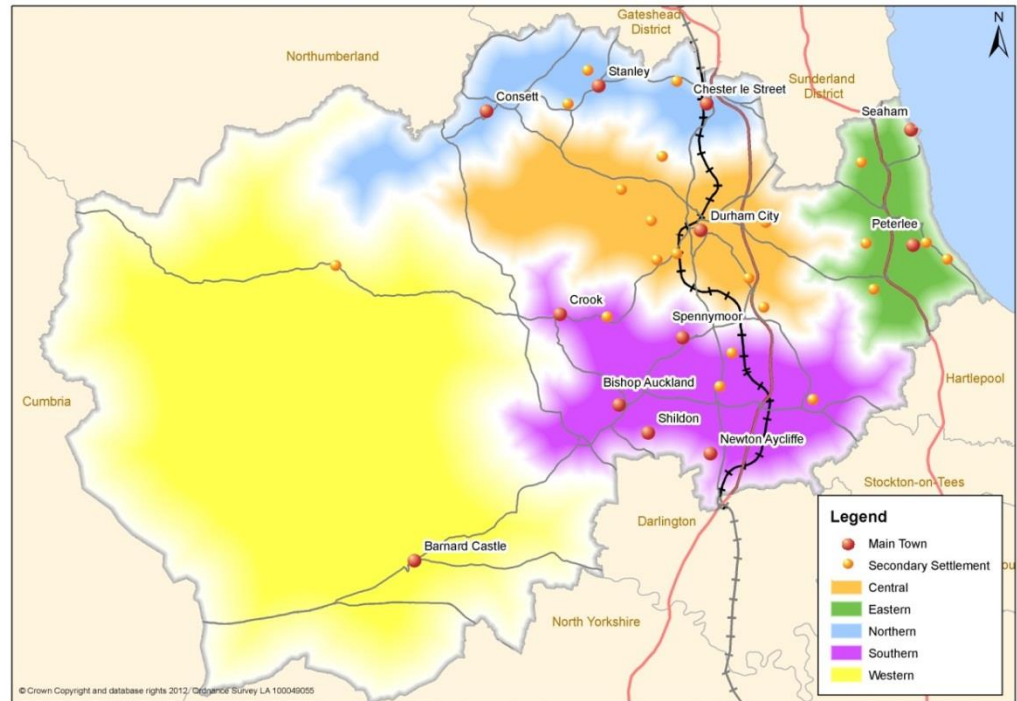 Gateshead
District
N
Northumberland
Stanley
Sunderland
District
Consett
Chester le Street
Seaham
Durham City
Peterlee
Crook
Spennymoor
Bishop Auckland
Hartlepool
Cumbria
Shildon
Newton Aycliffe
Stockton-on-Tees
Darlington
Barnard Castle
North Yorkshire
Legend
Main Town
Secondary Settlement
Central
Eastern
Northern
Southern
Western
© Crown Copyright and database rights 2012. Ordnance Survey LA 100049055